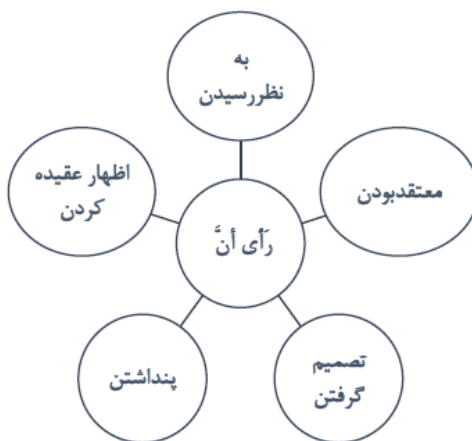 به
نظررسیدن
اظهار عقیده
کردن
معتقدبودن
رَأی أنَّ
پنداشتن
تصمیم
گرفتن